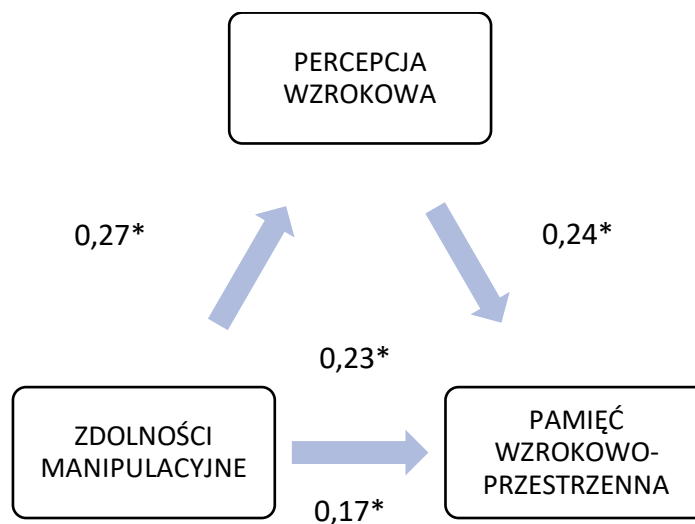 PERCEPCJA
WZROKOWA
0,27*
0,24*
0,23*
ZDOLNOŚCI
MANIPULACYJNE
PAMIĘĆ
WZROKOWO-
PRZESTRZENNA
0,17*